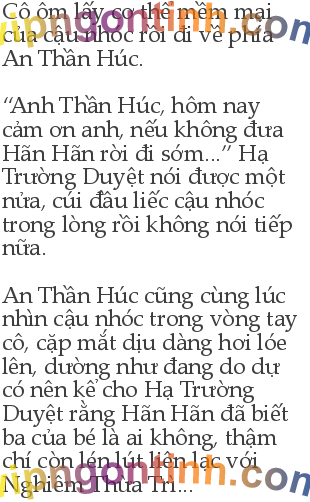 Cô ôm lấy cơ thể mềm mại
của cậu nhóc rồi đi về phía
An Thần Húc.
“Anh Thần Húc, hôm nay
cảm ơn anh, nếu không đưa
Hãn Hãn rời đi sớm...” Hạ
Trường Duyệt nói được một
nửa, cúi đầu liếc cậu nhóc
trong lòng rồi không nói tiếp
nữa.
An Thần Húc cũng cùng lúc
nhìn cậu nhóc trong vòng tay
cô, cặp mắt dịu dàng hơi lóe
lên, dường như đang do dự
có nên kể cho Hạ Trường
Duyệt rằng Hãn Hãn đã biết
ba của bé là ai không, thậm
chí còn lén lút liên lạc với
Nghiêm Thừa Trì...
vipngontinh.com
vipngontinh.com